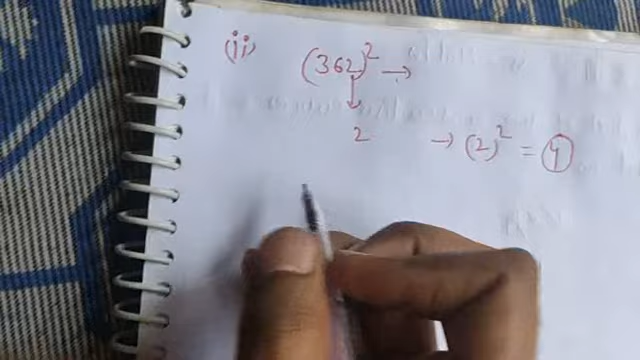 (ii) (362)² →
↓
2 → (2)² = 4